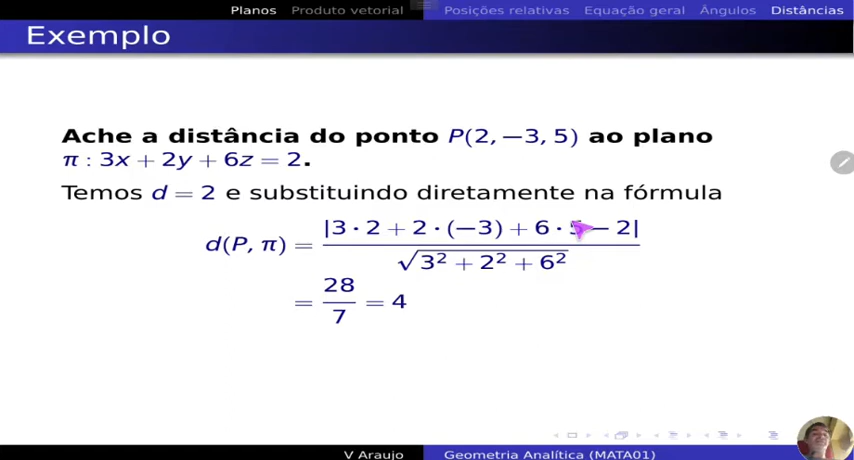 Planos Produto vetorial Posições relativas Equação geral Ângulos Distâncias
Exemplo
Ache a distância do ponto P(2, −3, 5) ao plano
π : 3x + 2y + 6z = 2.
Temos d = 2 e substituindo diretamente na fórmula
d(P, π) = |3 · 2 + 2 · (−3) + 6 · 5 − 2| / √(3² + 2² + 6²)
= 28/7 = 4
V Araujo Geometria Analítica (MATA01)